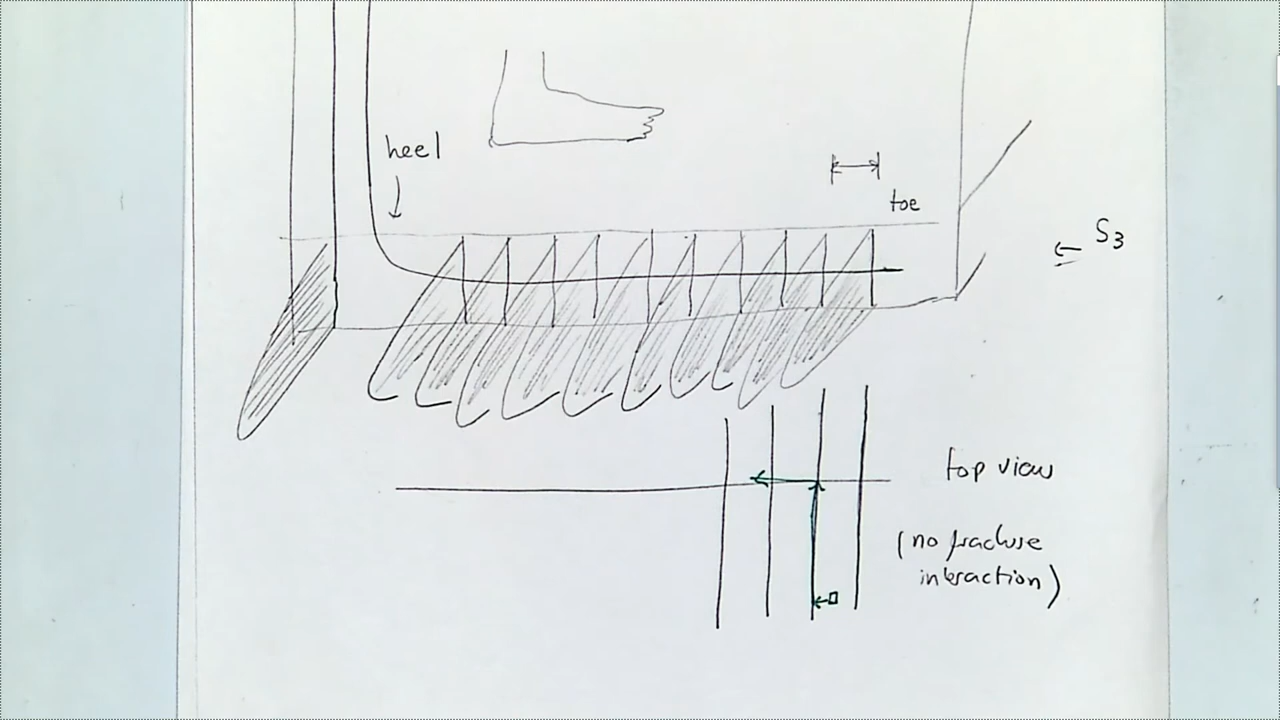 heel
toe
← S3
top view
(no fracture
interaction)